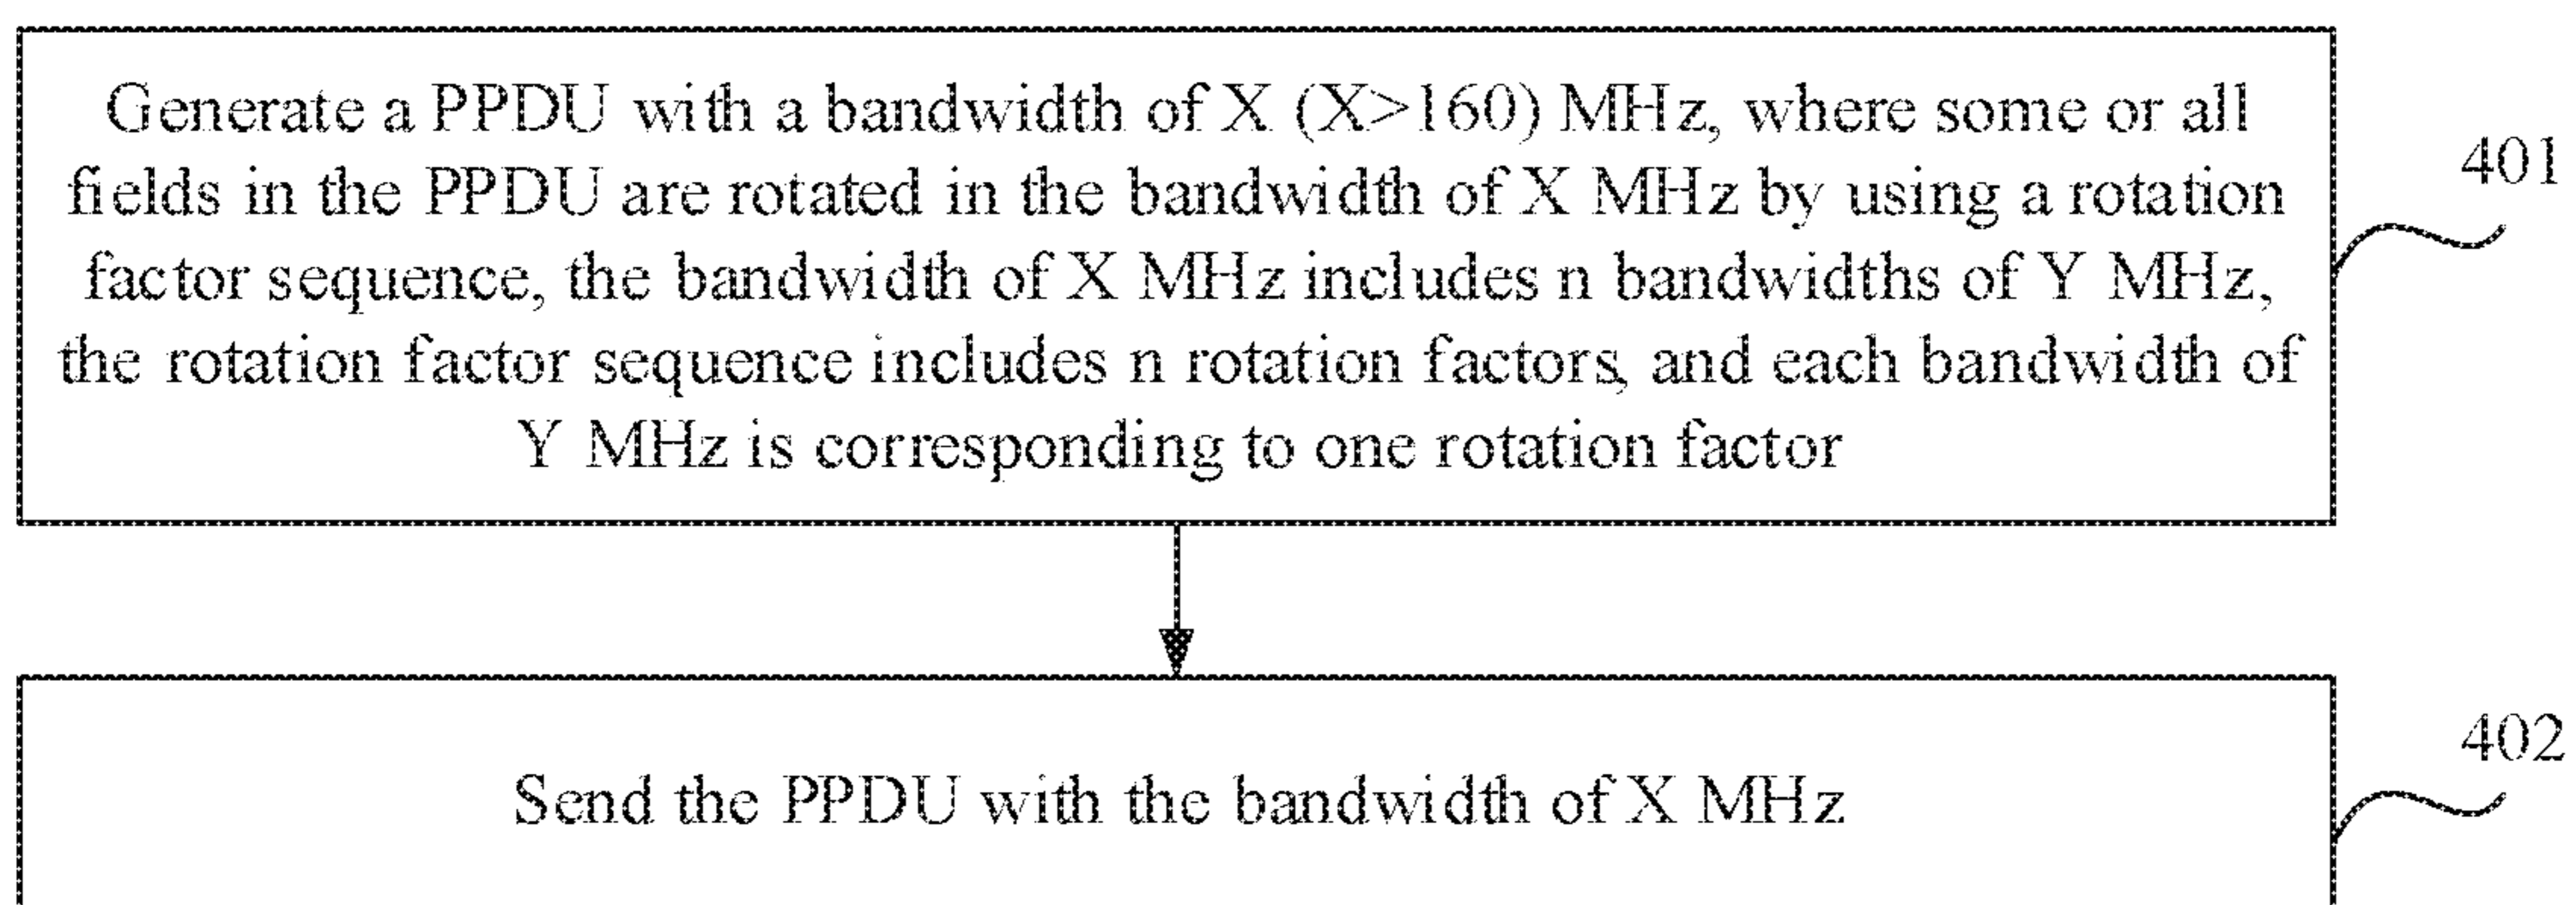 Generate a PPDU with a bandwidth of X (X>160) MHz, where some or all
fields in the PPDU are rotated in the bandwidth of X MHz by using a rotation
factor sequence, the bandwidth of X MHz includes n bandwidths of Y MHz,
the rotation factor sequence includes n rotation factors, and each bandwidth of
Y MHz is corresponding to one rotation factor
401
Send the PPDU with the bandwidth of X MHz
402